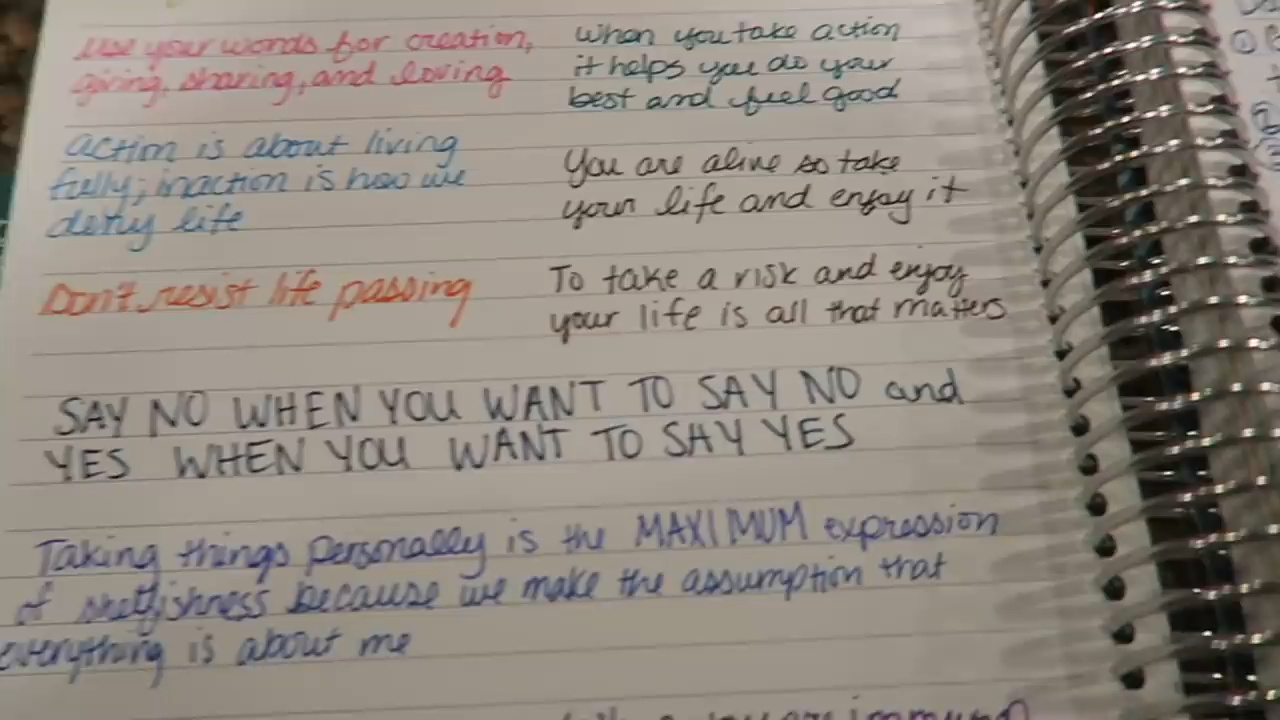 Use your words for creation,
giving, sharing, and loving
When you take action
it helps you do your
best and feel good
action is about living
fully; inaction is how we
deny life
You are alive so take
your life and enjoy it
Don't resist life passing
To take a risk and enjoy
your life is all that matters
SAY NO WHEN YOU WANT TO SAY NO and
YES WHEN YOU WANT TO SAY YES
Taking things personally is the MAXIMUM expression
of shelfishness because we make the assumption that
everything is about me
you are immune